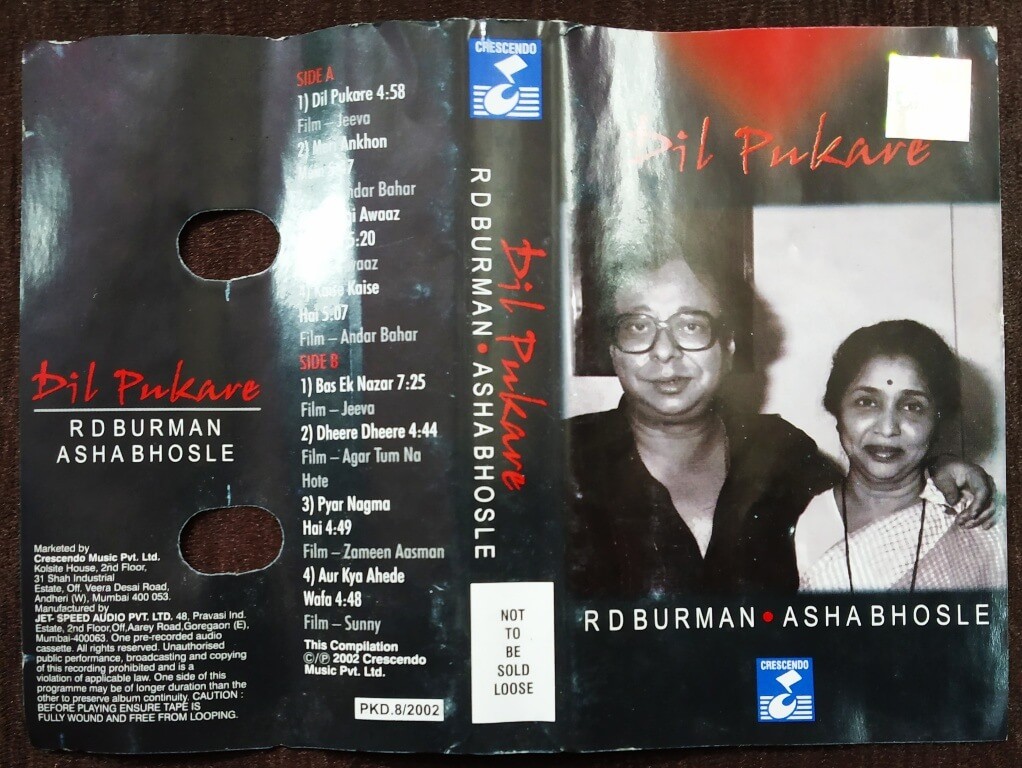 Dil Pukare
R D BURMAN
ASHA BHOSLE
Marketed by
Crescendo Music Pvt. Ltd.
Kolsite House, 2nd Floor,
31 Shah Industrial
Estate, Off. Veera Desai Road,
Andheri (W), Mumbai 400 053.
Manufactured by
JET- SPEED AUDIO PVT. LTD. 48, Pravasi Ind.
Estate, 2nd Floor,Off,Aarey Road,Goregaon (E),
Mumbai-400063. One pre-recorded audio
cassette. All rights reserved. Unauthorised
public performance, broadcasting and copying
of this recording prohibited and is a
violation of applicable law. One side of this
programme may be of longer duration than the
other to preserve album continuity. CAUTION :
BEFORE PLAYING ENSURE TAPE IS
FULLY WOUND AND FREE FROM LOOPING.
SIDE A
1) Dil Pukare 4:58
Film – Jeeva
2) Ankhon
Andar Bahar
Awaaz
5:20
Awaaz
4) Kaise Kaise
Hai 5:07
Film – Andar Bahar
SIDE B
1) Bas Ek Nazar 7:25
Film – Jeeva
2) Dheere Dheere 4:44
Film – Agar Tum Na
Hote
3) Pyar Nagma
Hai 4:49
Film – Zameen Aasman
4) Aur Kya Ahede
Wafa 4:48
Film – Sunny
This Compilation
©/℗ 2002 Crescendo
Music Pvt. Ltd.
PKD.8/2002
CRESCENDO
R D BURMAN • ASHA BHOSLE
Dil Pukare
NOT
TO
BE
SOLD
LOOSE
Dil Pukare
R D BURMAN • ASHA BHOSLE
CRESCENDO